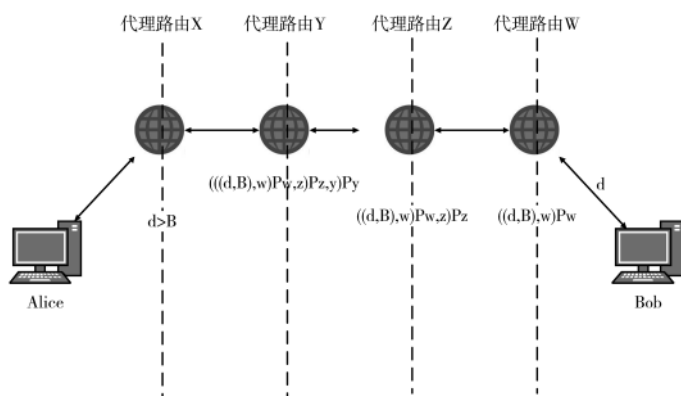 代理路由X 代理路由Y 代理路由Z 代理路由W
(((d,B),w)Pw,z)Pz,y)Py
d
d>B
((d,B),w)Pw,z)Pz
((d,B),w)Pw
Alice
Bob